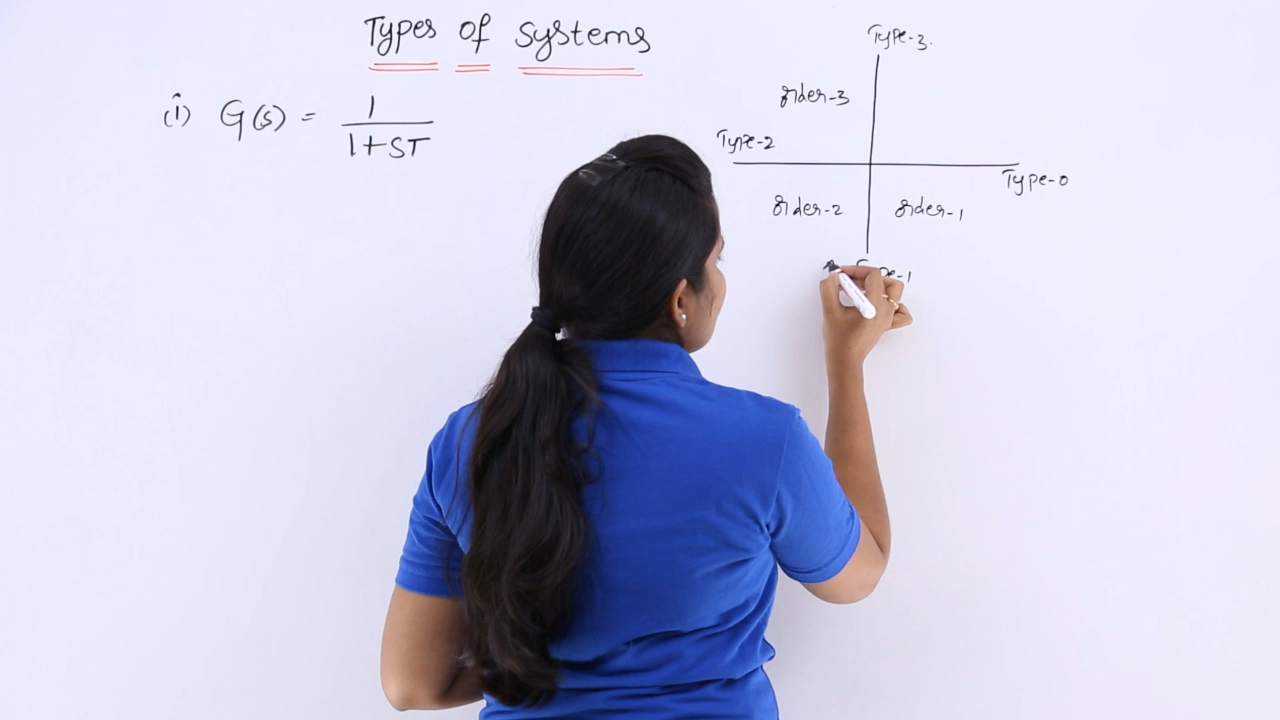 Types of Systems
(i) G(s) = 1 / 1+ST
Type-3.
order-3
Type-2
Type-0
order-2
order-1